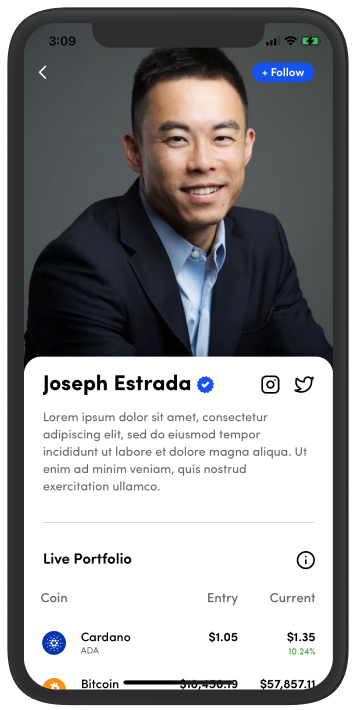 3:09
+ Follow
Joseph Estrada
Lorem ipsum dolor sit amet, consectetur
adipiscing elit, sed do eiusmod tempor
incididunt ut labore et dolore magna aliqua. Ut
enim ad minim veniam, quis nostrud
exercitation ullamco.
Live Portfolio
Coin Entry Current
Cardano $1.05 $1.35
ADA 10.24%
Bitcoin $57,857.11